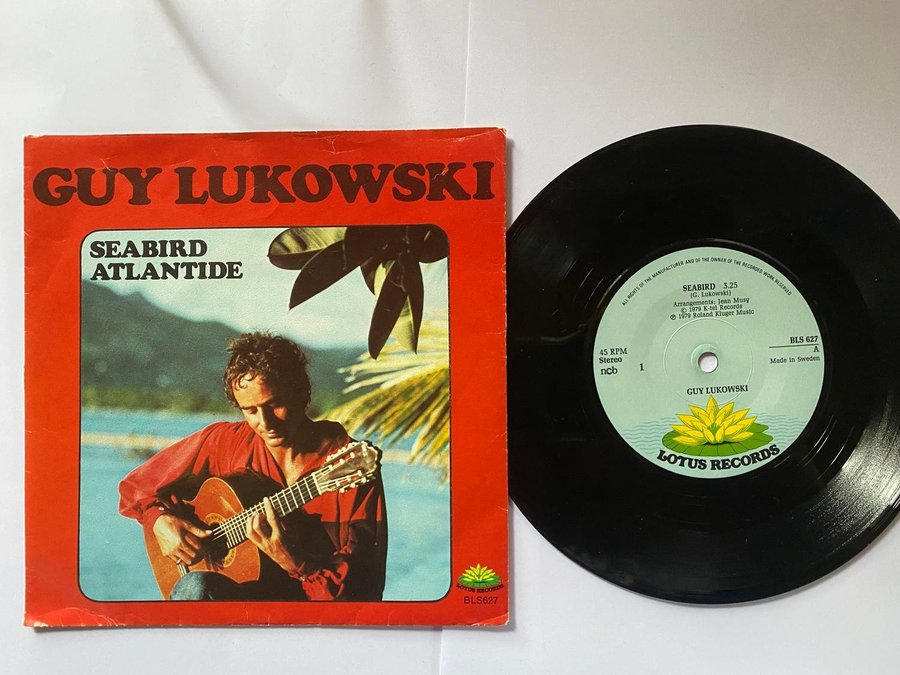 GUY LUKOWSKI
SEABIRD
ATLANTIDE
LOTUS RECORDS
BLS627
ALL RIGHTS OF THE MANUFACTURER AND OF THE OWNER OF THE RECORDED WORK RESERVED
SEABIRD 3.25
(G. Lukowski)
Arrangements: Jean Musy
© 1979 K-tel Records
℗ 1979 Roland Kluger Music
45 RPM
Stereo
ncb 1
BLS 627
A
Made in Sweden
GUY LUKOWSKI
LOTUS RECORDS